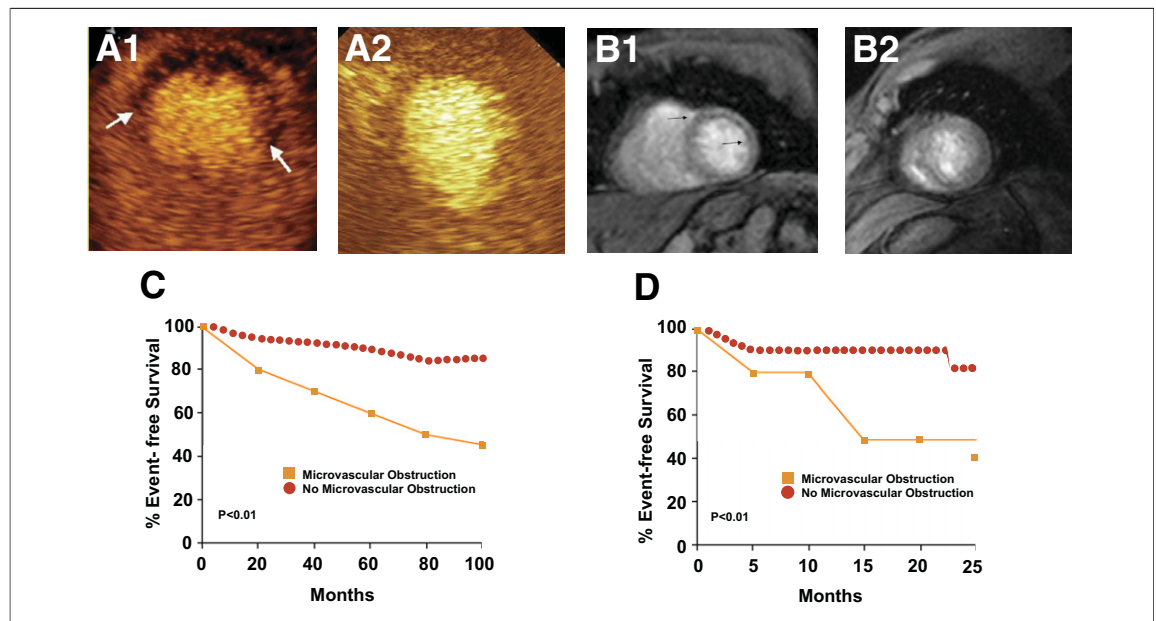 A1
A2
B1
B2
C
D
% Event- free Survival
100
80
60
40
20
0
Microvascular Obstruction
No Microvascular Obstruction
P<0.01
0 20 40 60 80 100
Months
% Event-free Survival
100
80
60
40
20
0
Microvascular Obstruction
No Microvascular Obstruction
P<0.01
0 5 10 15 20 25
Months